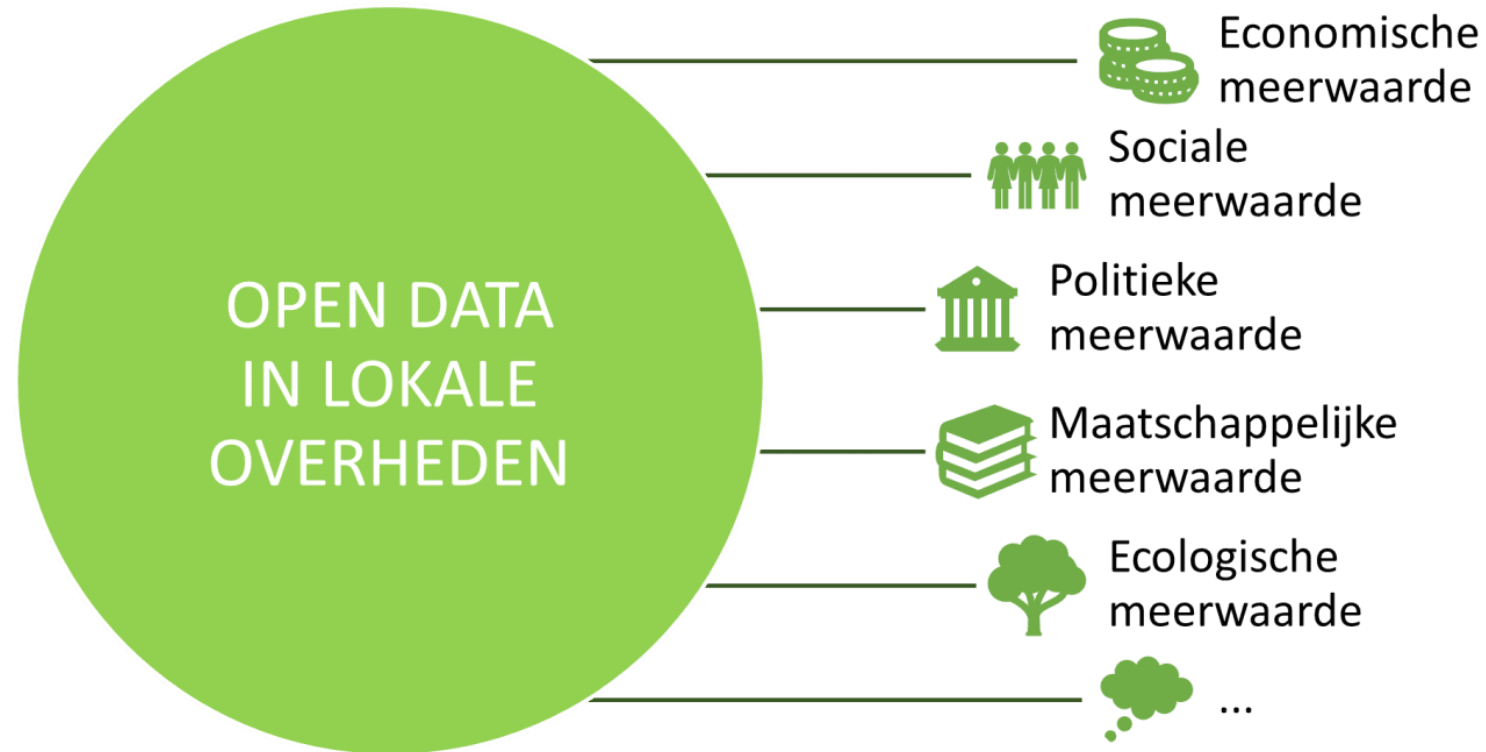 OPEN DATA
IN LOKALE
OVERHEDEN
Economische
meerwaarde
Sociale
meerwaarde
Politieke
meerwaarde
Maatschappelijke
meerwaarde
Ecologische
meerwaarde
...